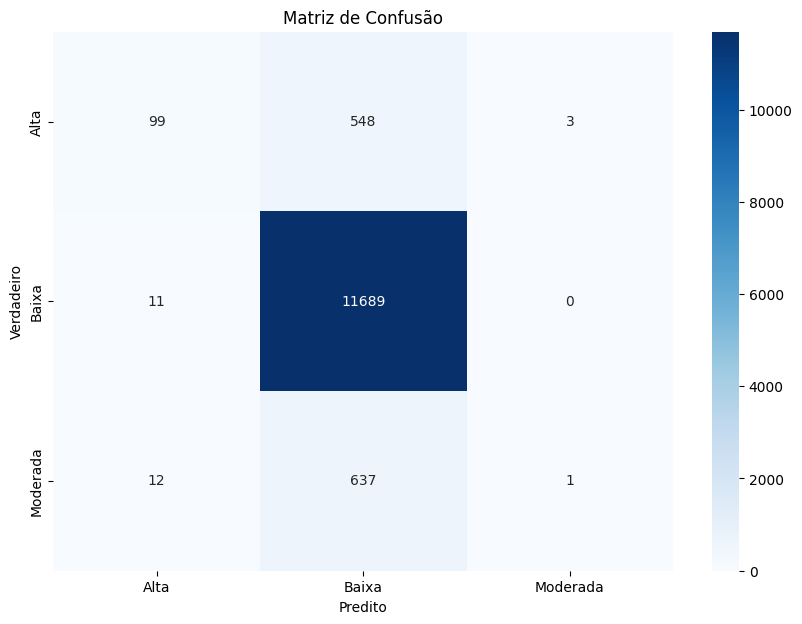 Matriz de Confusão
Verdadeiro
Alta
99
548
3
Baixa
11
11689
0
Moderada
12
637
1
Alta
Baixa
Moderada
Predito
10000
8000
6000
4000
2000
0